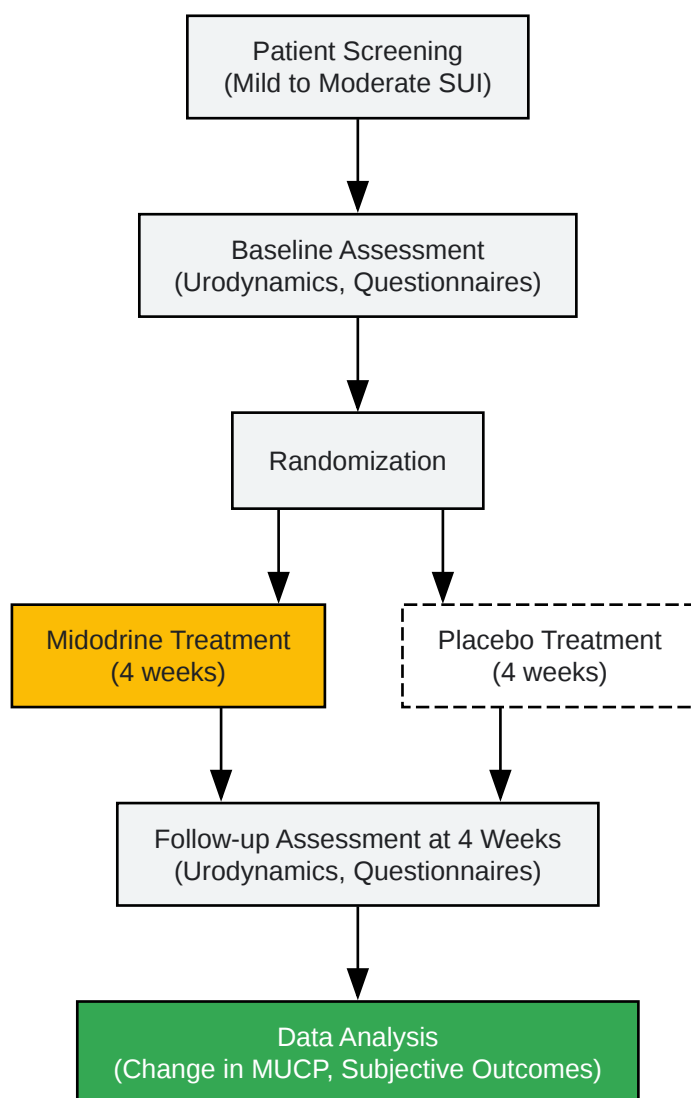 Patient Screening
(Mild to Moderate SUI)
Baseline Assessment
(Urodynamics, Questionnaires)
Randomization
Midodrine Treatment
(4 weeks)
Placebo Treatment
(4 weeks)
Follow-up Assessment at 4 Weeks
(Urodynamics, Questionnaires)
Data Analysis
(Change in MUCP, Subjective Outcomes)